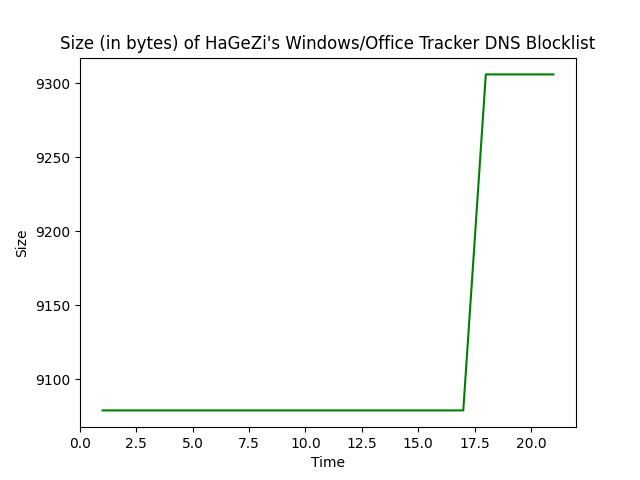 Size (in bytes) of HaGeZi's Windows/Office Tracker DNS Blocklist
9300
9250
9200
9150
9100
Size
0.0 2.5 5.0 7.5 10.0 12.5 15.0 17.5 20.0
Time